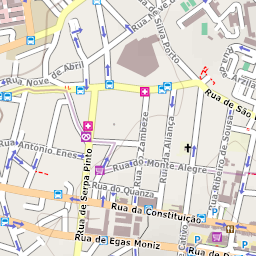 Rua Nove
Silva Porto
Rua Nove de Abril
Rua de São
Rua Zambeze
Rua da Aliança
Rua António Enes
Rua do Monte Alegre
Rua de Serpa Pinto
Rua do Quanza
Rua Ribeiro de Sousa
Rua da Constituição
Rua de Egas Moniz
Cativo